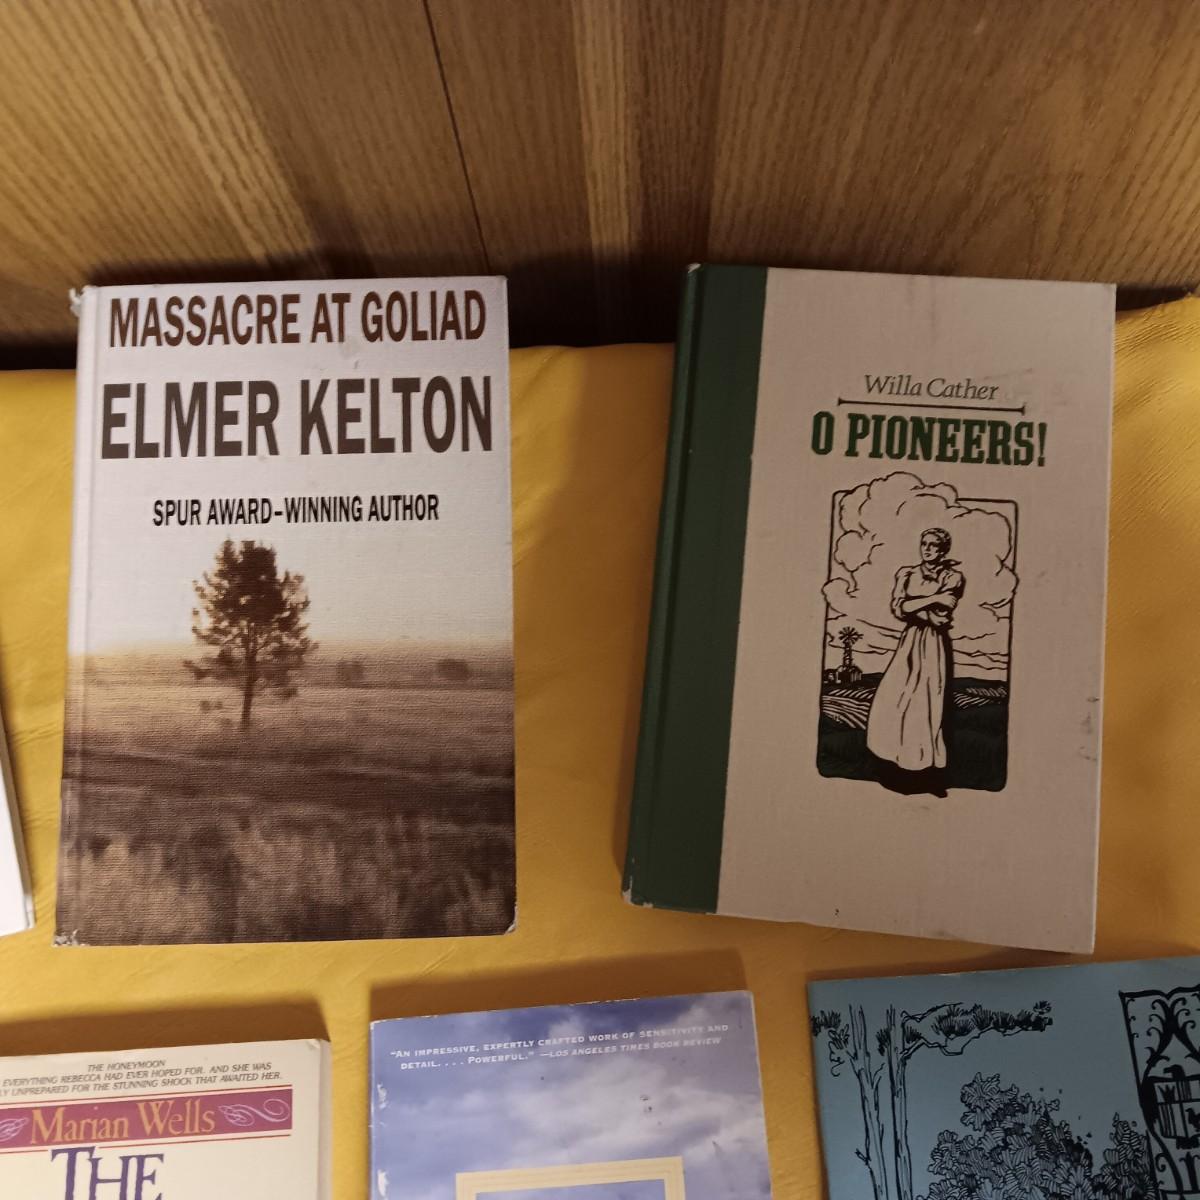 MASSACRE AT GOLIAD
ELMER KELTON
SPUR AWARD–WINNING AUTHOR
Willa Cather
O PIONEERS!
THE HONEYMOON
EVERYTHING REBECCA HAD EVER HOPED FOR. AND SHE WAS
UNPREPARED FOR THE STUNNING SHOCK THAT AWAITED HER.
Marian Wells
THE
"AN IMPRESSIVE, EXPERTLY CRAFTED WORK OF SENSITIVITY AND
DETAIL. . . . POWERFUL." —LOS ANGELES TIMES BOOK REVIEW